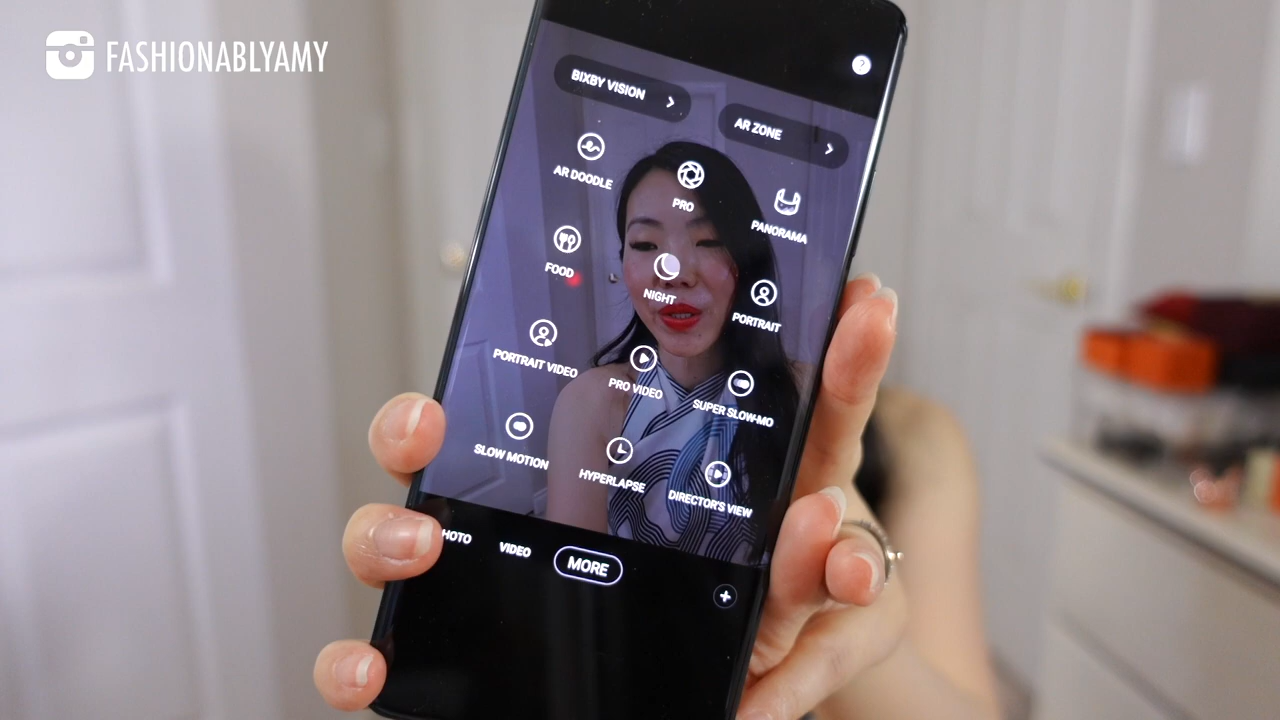 FASHIONABLYAMY
?
BIXBY VISION
AR ZONE
AR DOODLE
PRO
PANORAMA
FOOD
NIGHT
PORTRAIT
PORTRAIT VIDEO
PRO VIDEO
SUPER SLOW-MO
SLOW MOTION
HYPERLAPSE
DIRECTOR'S VIEW
HOTO
VIDEO
MORE